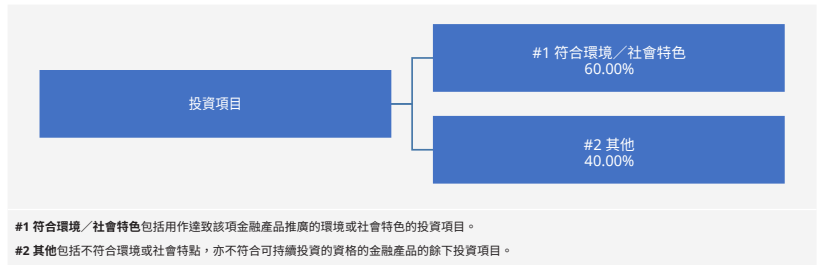 投資項目
#1 符合環境／社會特色
60.00%
#2 其他
40.00%
#1 符合環境／社會特色包括用作達致該項金融產品推廣的環境或社會特色的投資項目。
#2 其他包括不符合環境或社會特點，亦不符合可持續投資的資格的金融產品的餘下投資項目。